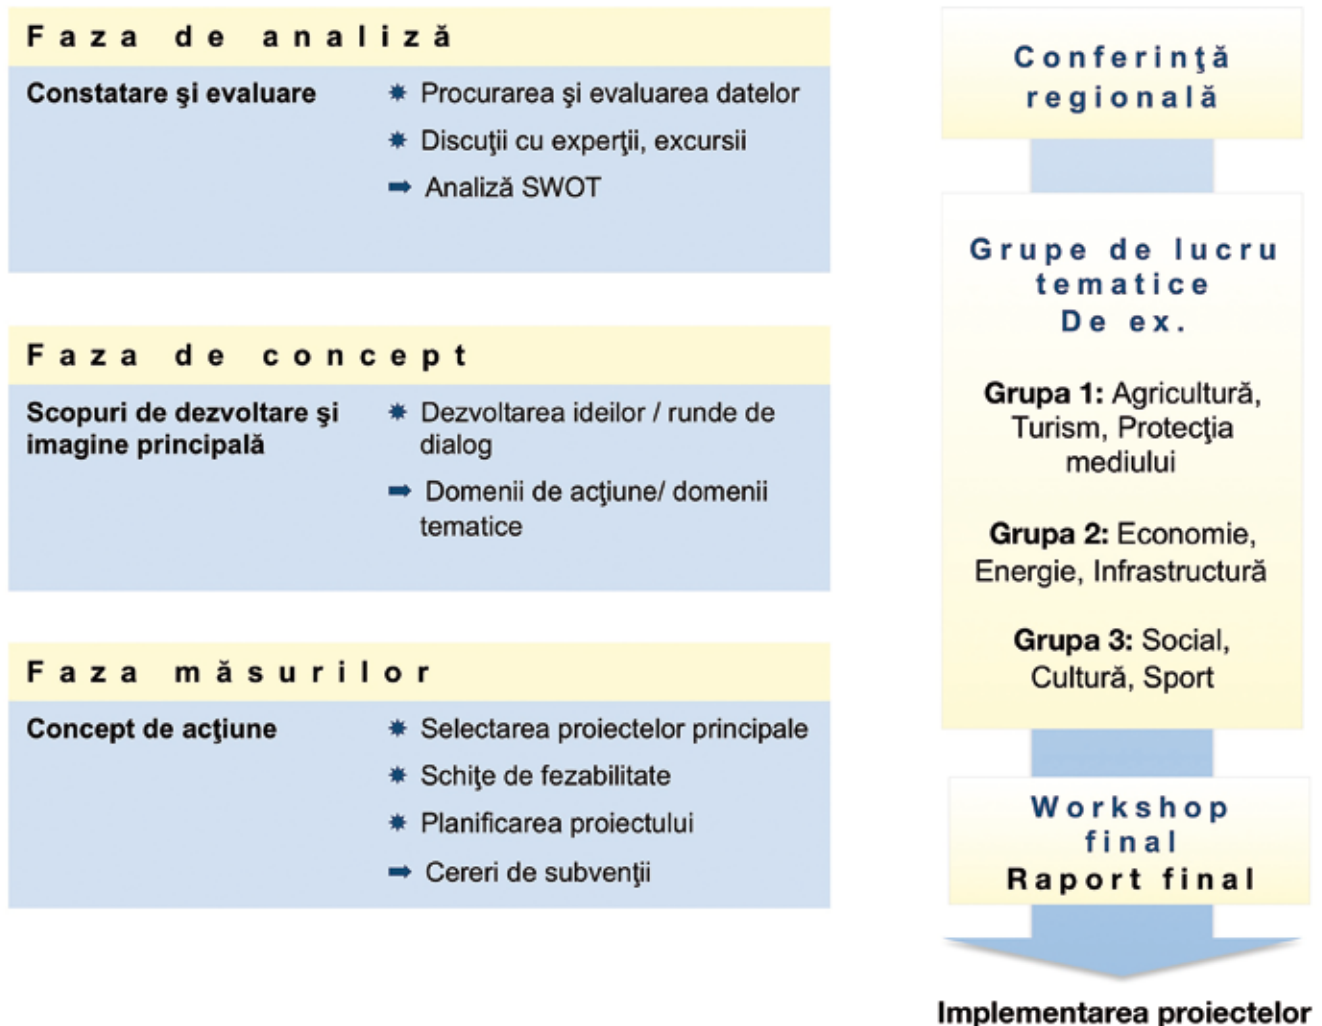 Faza de analiză
Constatare şi evaluare
Procurarea şi evaluarea datelor
Discuţii cu experţii, excursii
Analiză SWOT
Faza de concept
Scopuri de dezvoltare şi
imagine principală
Dezvoltarea ideilor / runde de
dialog
Domenii de acţiune/ domenii
tematice
Faza măsurilor
Concept de acţiune
Selectarea proiectelor principale
Schiţe de fezabilitate
Planificarea proiectului
Cereri de subvenţii
Conferinţă
regională
Grupe de lucru
tematice
De ex.
Grupa 1: Agricultură,
Turism, Protecţia
mediului
Grupa 2: Economie,
Energie, Infrastructură
Grupa 3: Social,
Cultură, Sport
Workshop
final
Raport final
Implementarea proiectelor